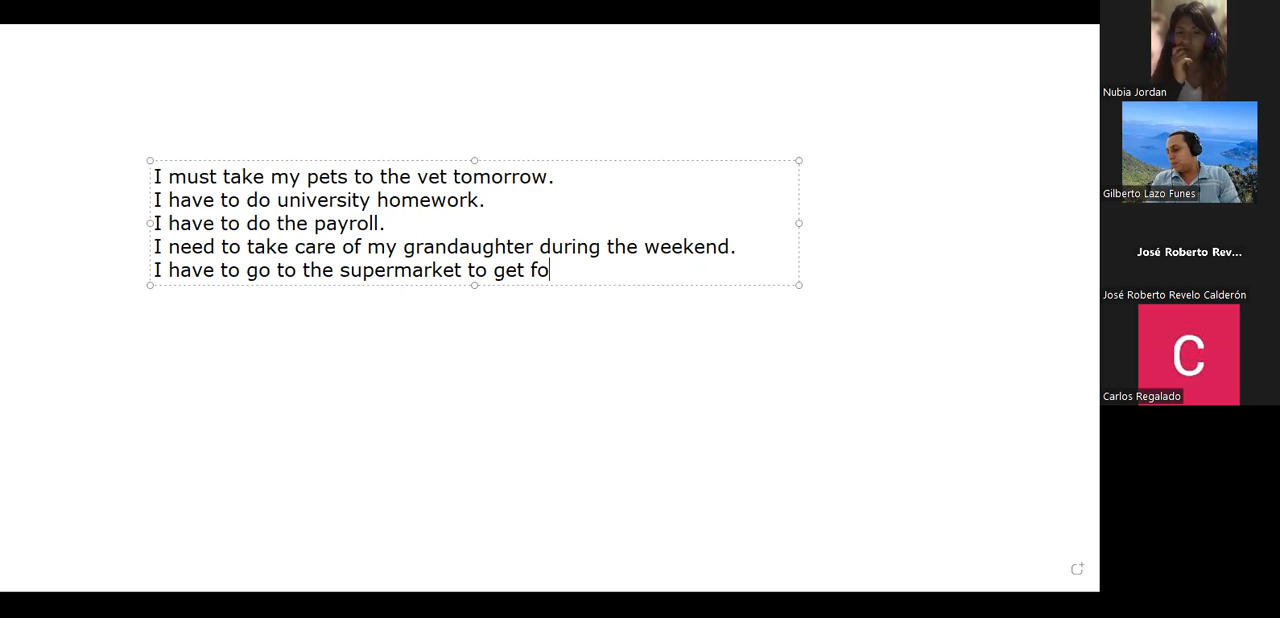 I must take my pets to the vet tomorrow.
I have to do university homework.
I have to do the payroll.
I need to take care of my grandaughter during the weekend.
I have to go to the supermarket to get fo
Nubia Jordan
Gilberto Lazo Funes
José Roberto Rev...
José Roberto Revelo Calderón
C
Carlos Regalado